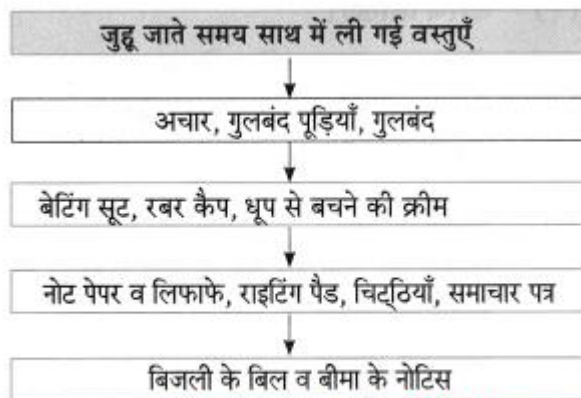 जुहू जाते समय साथ में ली गई वस्तुएँ
अचार, गुलबंद पूड़ियाँ, गुलबंद
बेटिंग सूट, रबर कैप, धूप से बचने की क्रीम
नोट पेपर व लिफाफे, राइटिंग पैड, चिट्ठियाँ, समाचार पत्र
बिजली के बिल व बीमा के नोटिस